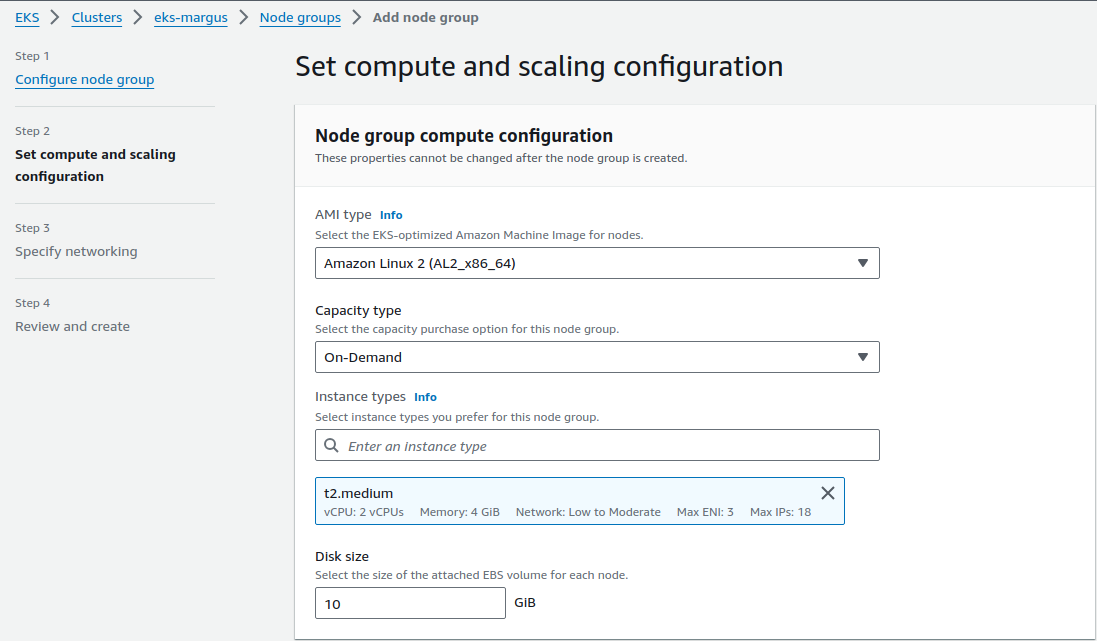 EKS > Clusters > eks-margus > Node groups > Add node group
Step 1
Configure node group
Step 2
Set compute and scaling
configuration
Step 3
Specify networking
Step 4
Review and create
Set compute and scaling configuration
Node group compute configuration
These properties cannot be changed after the node group is created.
AMI type Info
Select the EKS-optimized Amazon Machine Image for nodes.
Amazon Linux 2 (AL2_x86_64)
Capacity type
Select the capacity purchase option for this node group.
On-Demand
Instance types Info
Select instance types you prefer for this node group.
Enter an instance type
t2.medium
vCPU: 2 vCPUs Memory: 4 GiB Network: Low to Moderate Max ENI: 3 Max IPs: 18
Disk size
Select the size of the attached EBS volume for each node.
10 GiB